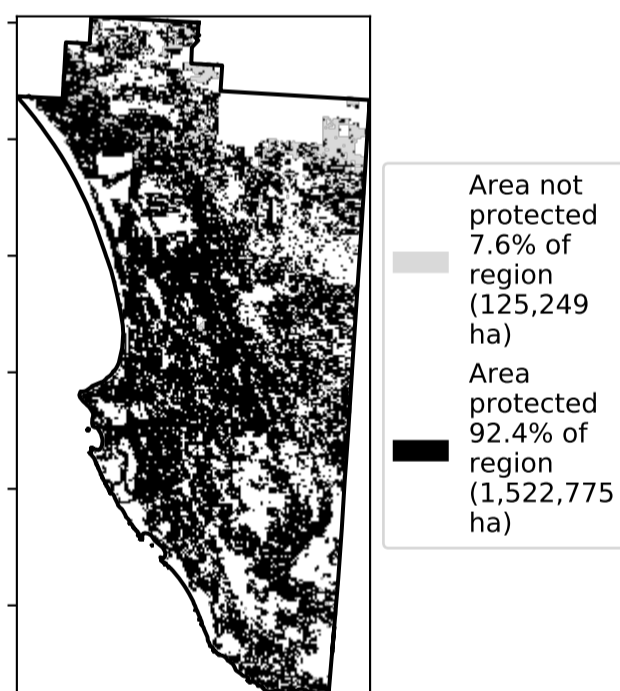 Area not
protected
7.6% of
region
(125,249
ha)
Area
protected
92.4% of
region
(1,522,775
ha)